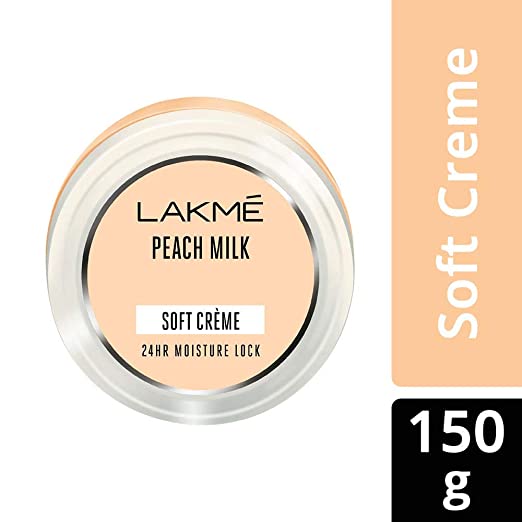 LAKMÉ
PEACH MILK
SOFT CRÈME
24HR MOISTURE LOCK
Soft Creme
150
g